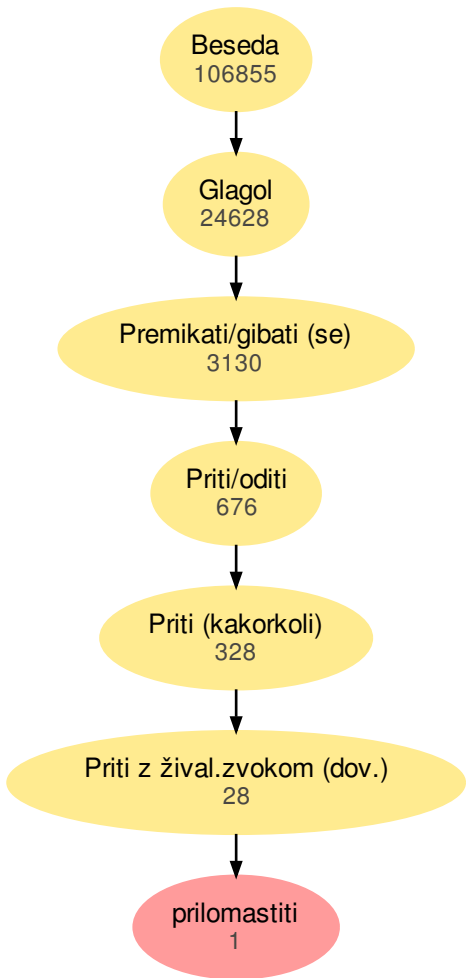 Beseda
106855
Glagol
24628
Premikati/gibati (se)
3130
Priti/oditi
676
Priti (kakorkoli)
328
Priti z žival.zvokom (dov.)
28
prilomastiti
1